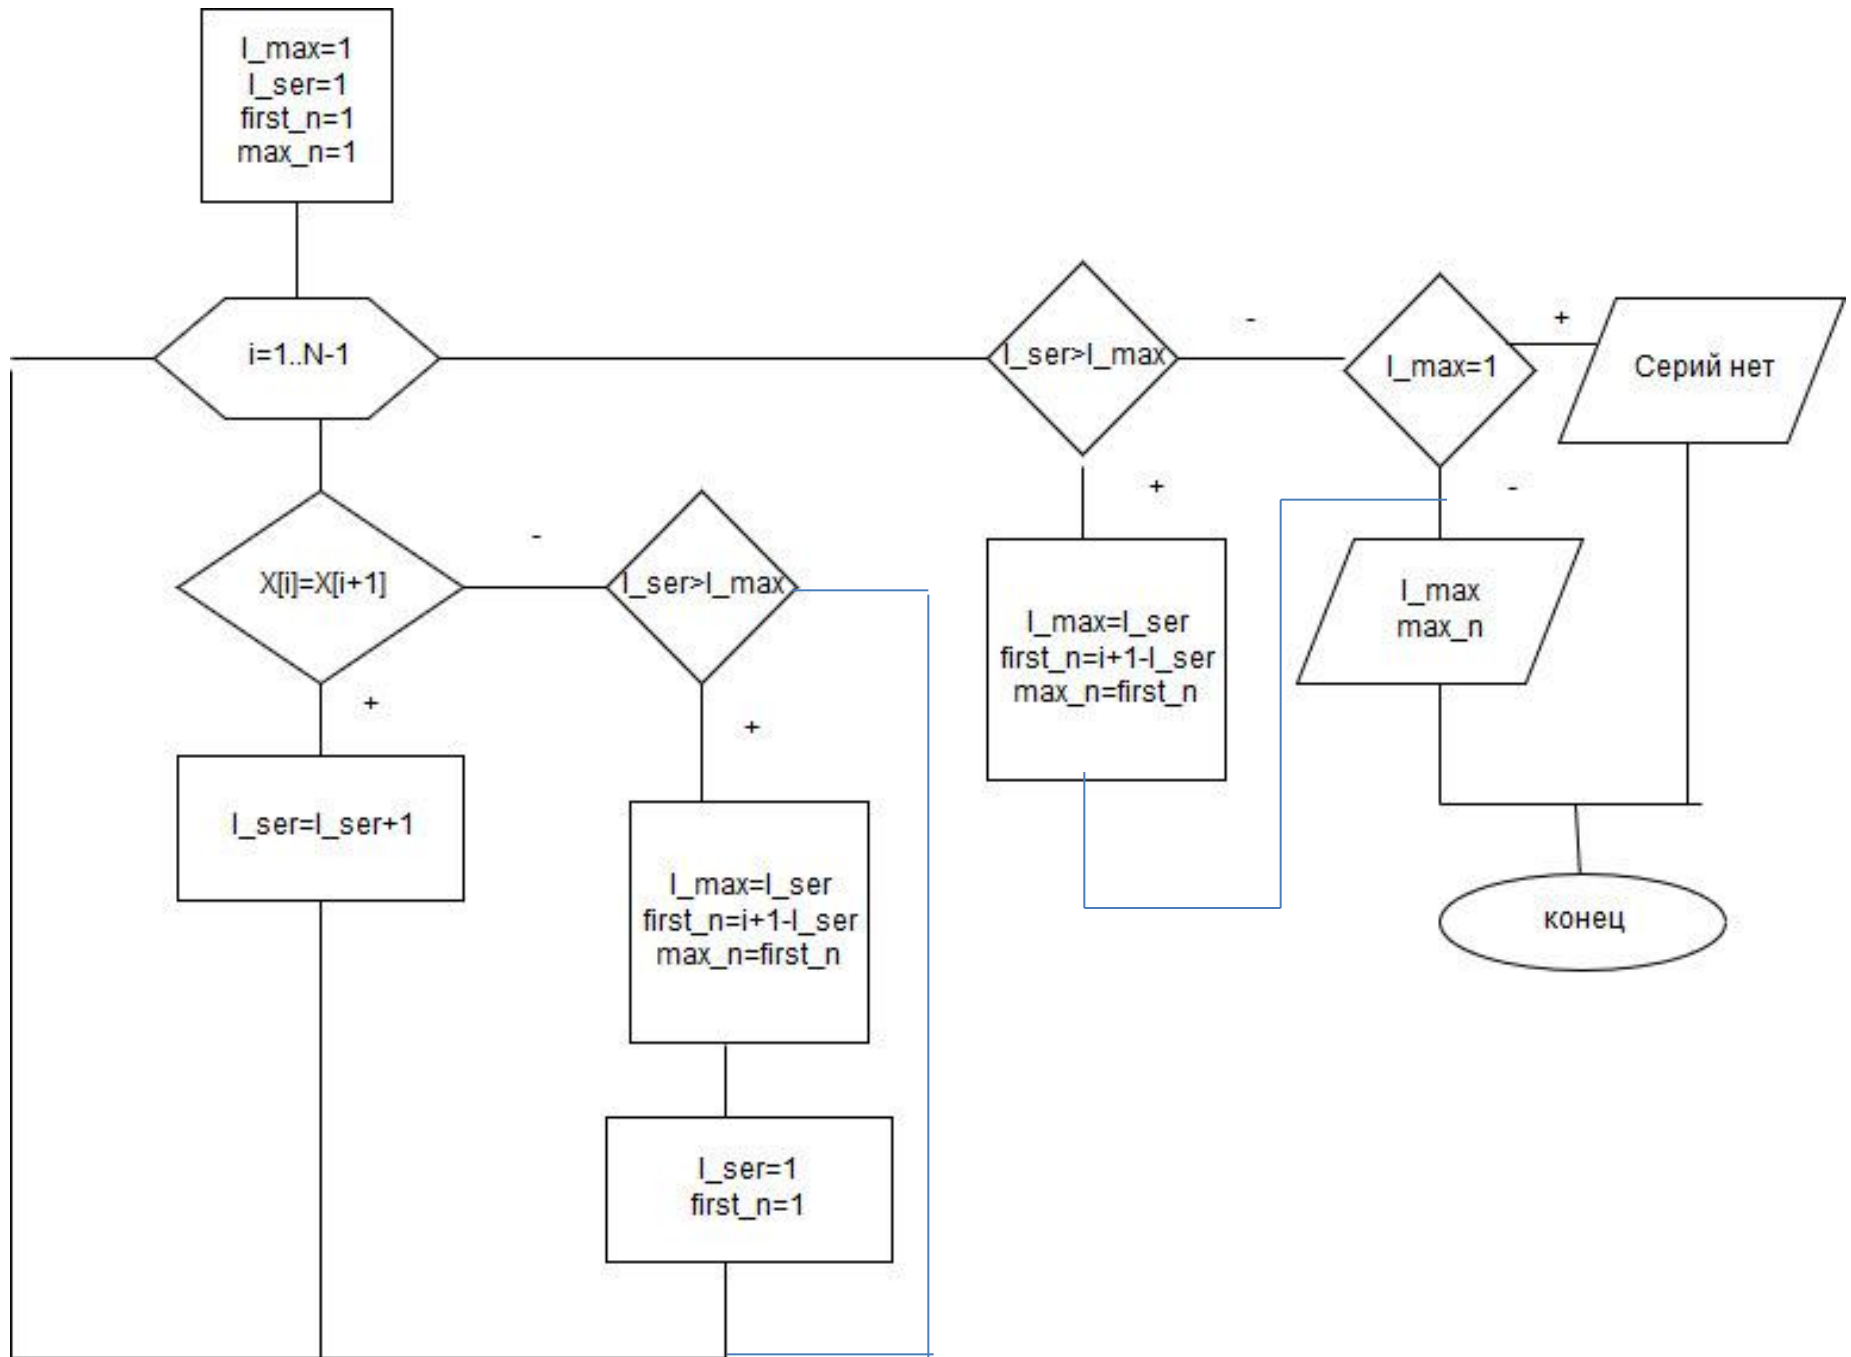 l_max=1
l_ser=1
first_n=1
max_n=1
i=1..N-1
l_ser>l_max
-
l_max=1
+
Серий нет
X[i]=X[i+1]
-
l_ser>l_max
+
-
+
l_ser=l_ser+1
+
l_max=l_ser
first_n=i+1-l_ser
max_n=first_n
l_ser=1
first_n=1
l_max=l_ser
first_n=i+1-l_ser
max_n=first_n
l_max
max_n
конец